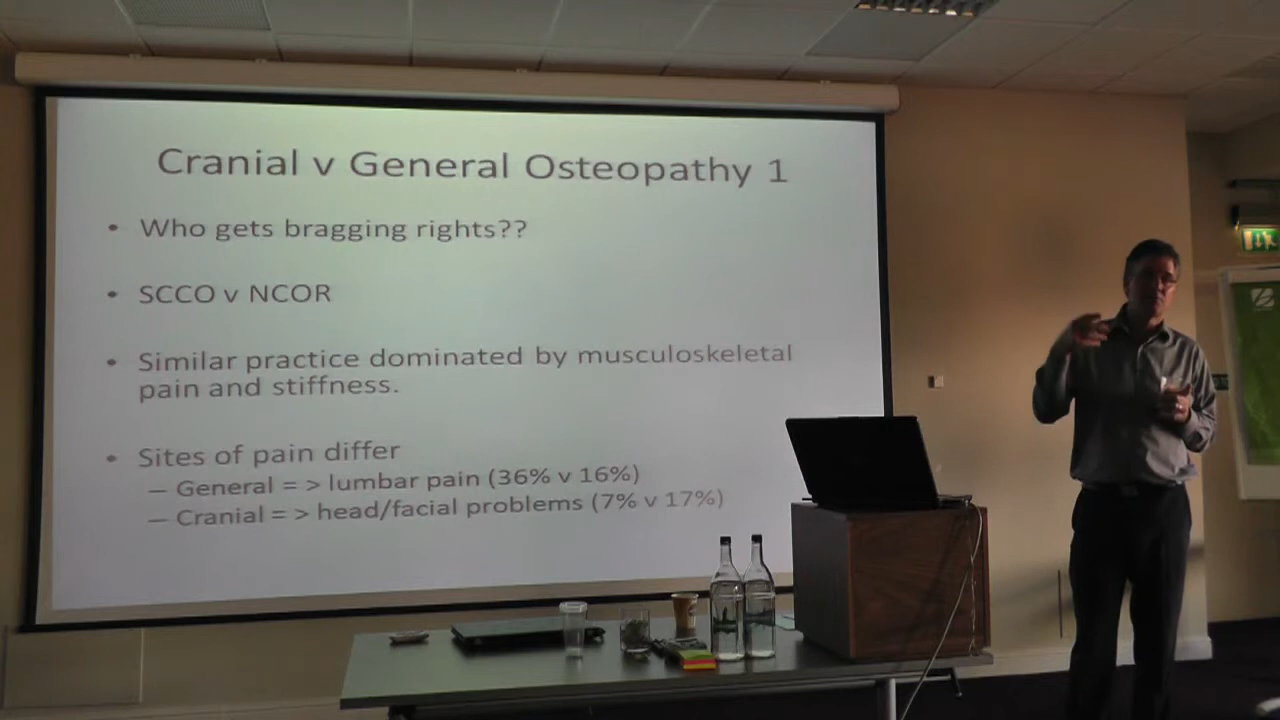 Cranial v General Osteopathy 1
• Who gets bragging rights??
• SCCO v NCOR
• Similar practice dominated by musculoskeletal
pain and stiffness.
• Sites of pain differ
– General = > lumbar pain (36% v 16%)
– Cranial = > head/facial problems (7% v 17%)